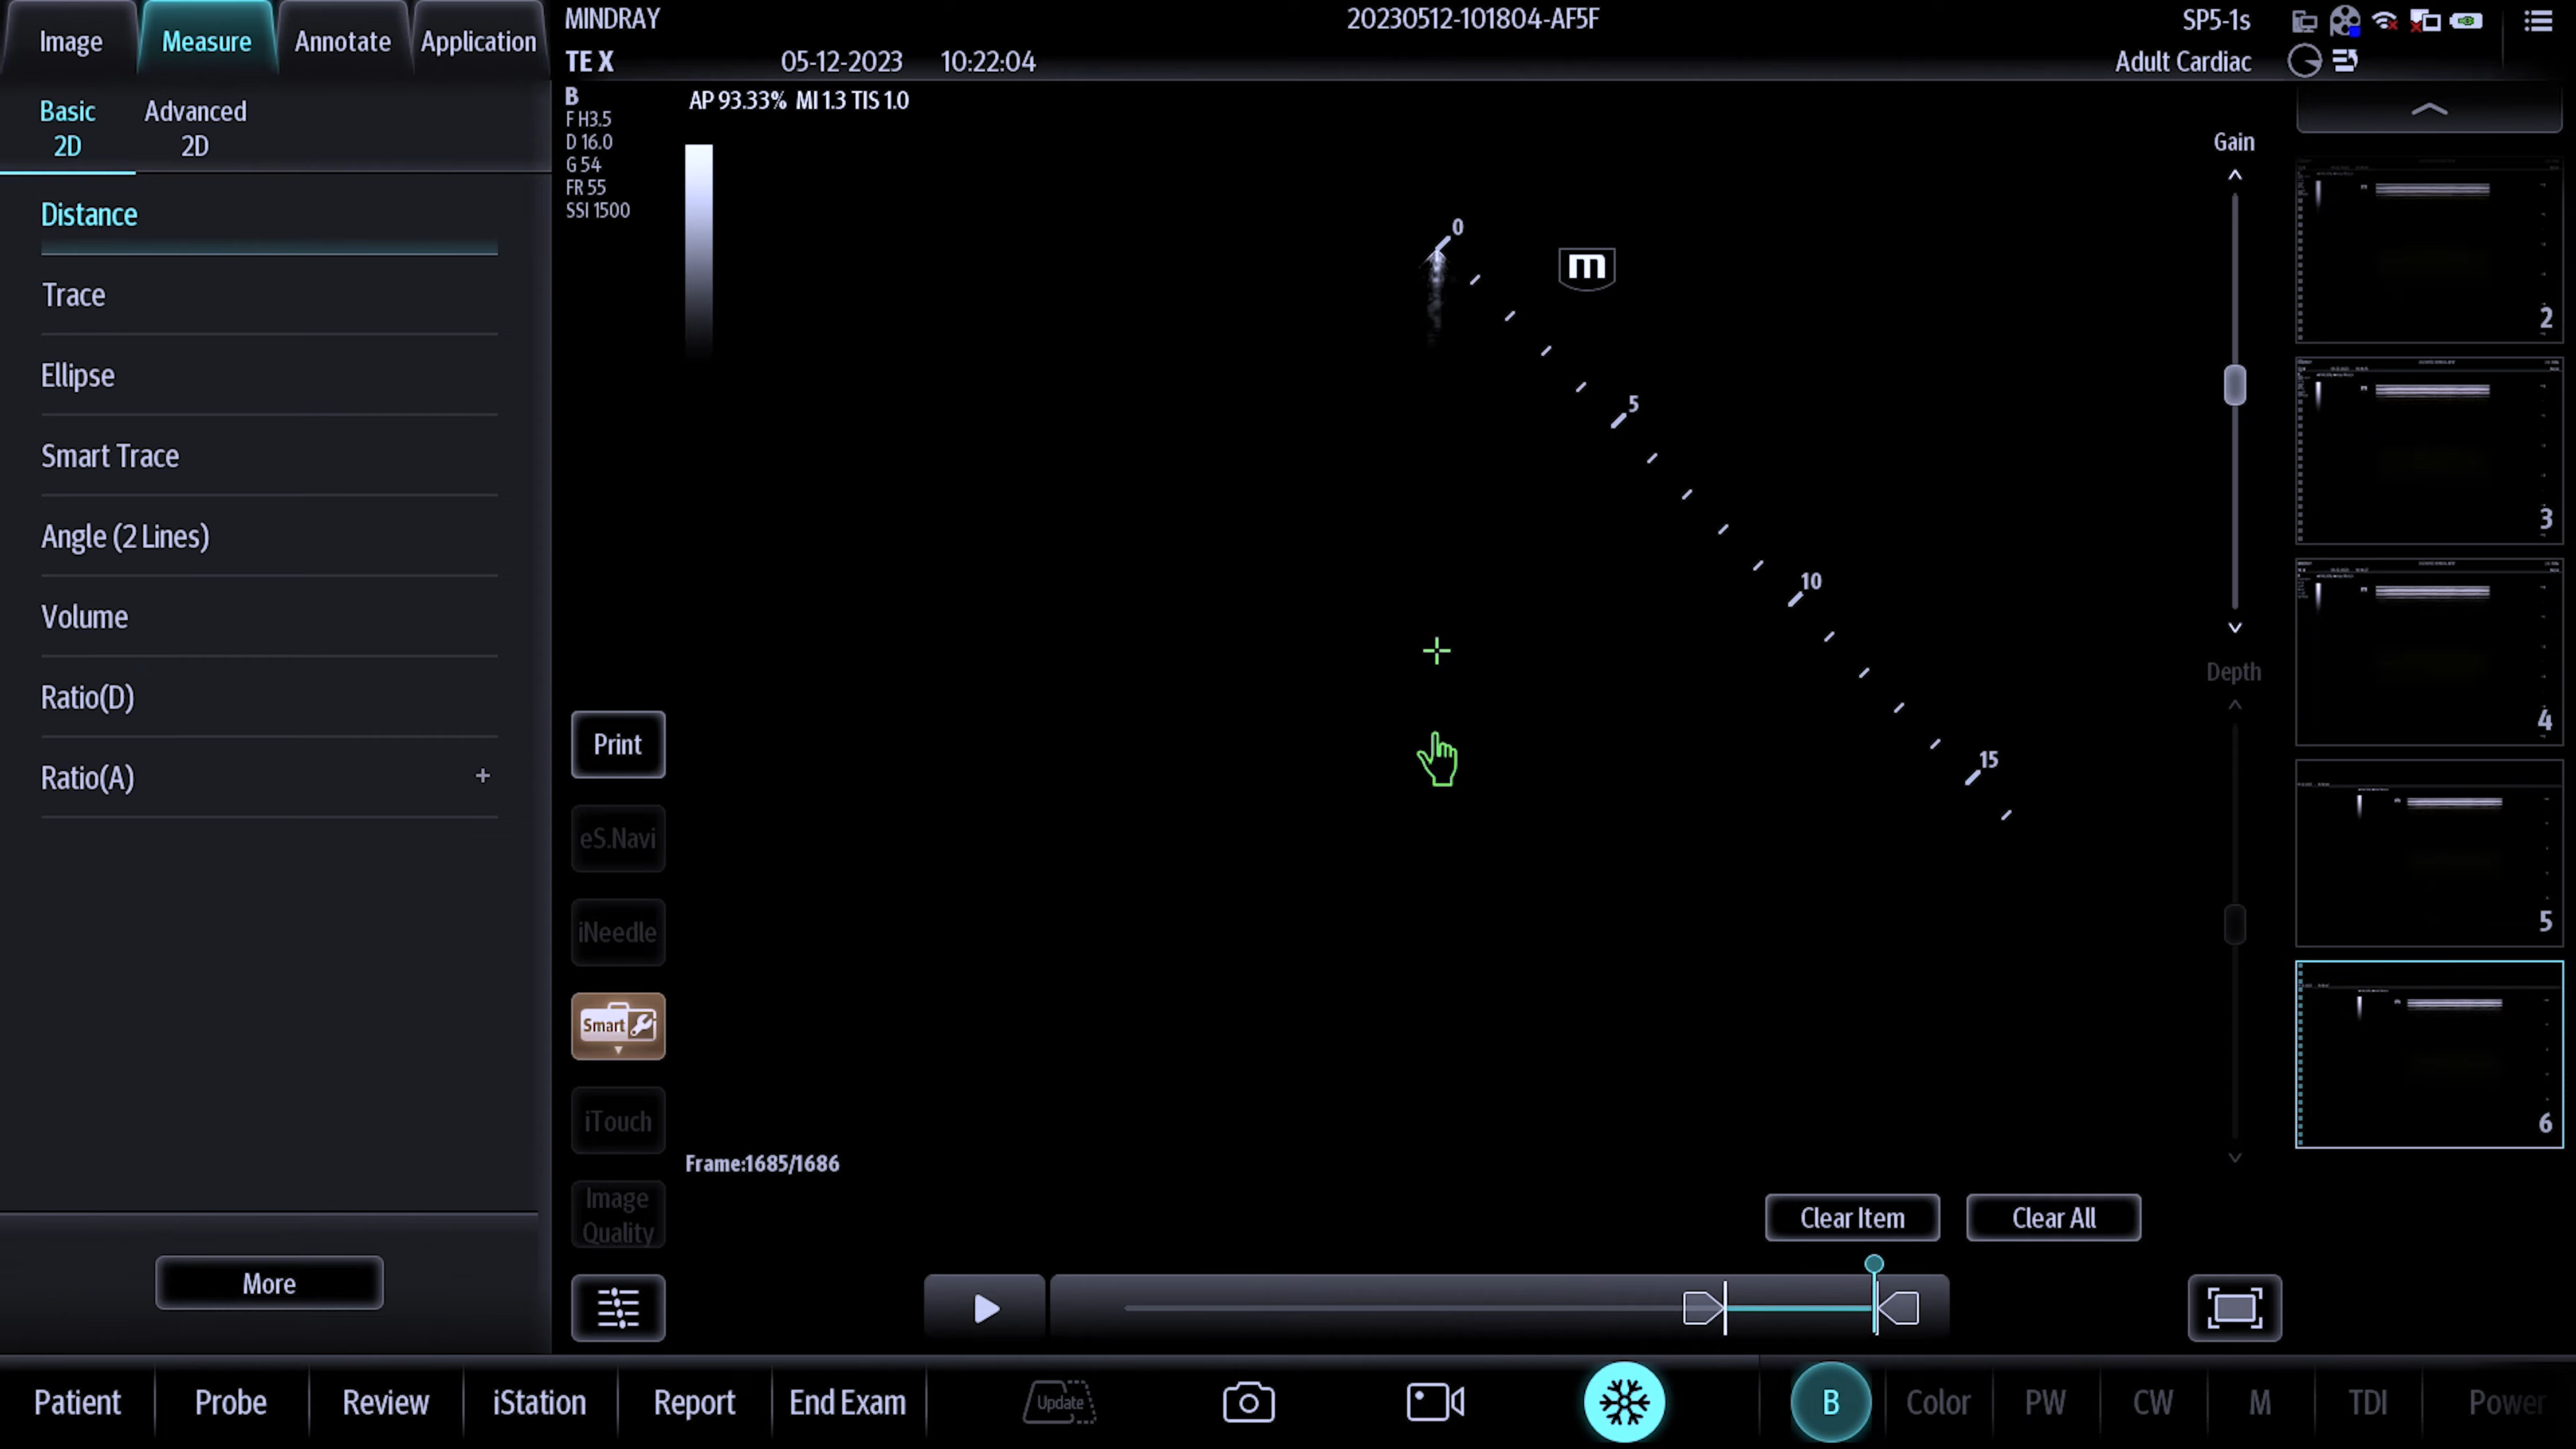 Image
Measure
Annotate
Application
MINDRAY
20230512-101804-AF5F
SP5-1s
TE X
05-12-2023
10:22:04
Adult Cardiac
Basic
2D
Advanced
2D
B
F H3.5
D 16.0
G 54
FR 55
SSI 1500
AP 93.33% MI 1.3 TIS 1.0
Distance
Trace
Ellipse
Smart Trace
Angle (2 Lines)
Volume
Ratio(D)
Ratio(A) +
More
0
m
5
10
15
Gain
Depth
Print
eS.Navi
iNeedle
Smart
iTouch
Image
Quality
Frame:1685/1686
Clear Item
Clear All
2
3
4
5
6
Patient
Probe
Review
iStation
Report
End Exam
Update
B
Color
PW
CW
M
TDI
Power